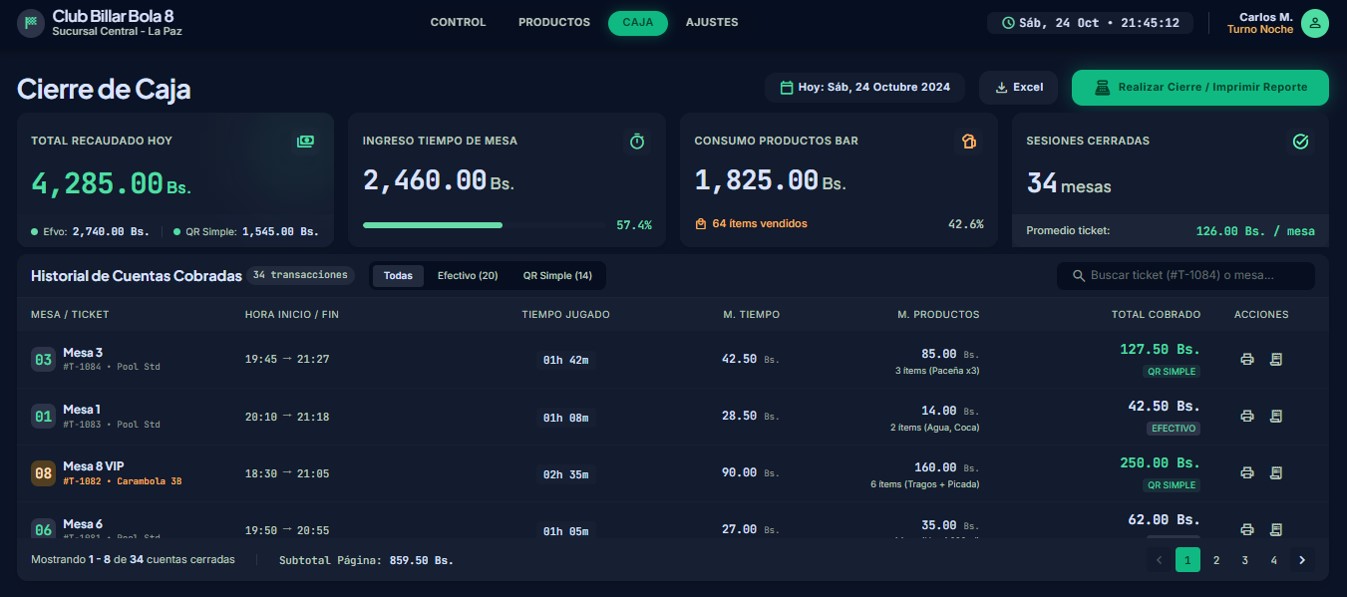 Club Billar Bola 8
Sucursal Central - La Paz
CONTROL PRODUCTOS CAJA AJUSTES
Sáb, 24 Oct • 21:45:12
Carlos M.
Turno Noche
Cierre de Caja
Hoy: Sáb, 24 Octubre 2024
Excel
Realizar Cierre / Imprimir Reporte
TOTAL RECAUDADO HOY
4,285.00 Bs.
Efvo: 2,740.00 Bs. QR Simple: 1,545.00 Bs.
INGRESO TIEMPO DE MESA
2,460.00 Bs.
57.4%
CONSUMO PRODUCTOS BAR
1,825.00 Bs.
64 ítems vendidos 42.6%
SESIONES CERRADAS
34 mesas
Promedio ticket: 126.00 Bs. / mesa
Historial de Cuentas Cobradas 34 transacciones Todas Efectivo (20) QR Simple (14) Buscar ticket (#T-1084) o mesa...
MESA / TICKET HORA INICIO / FIN TIEMPO JUGADO M. TIEMPO M. PRODUCTOS TOTAL COBRADO ACCIONES
03 Mesa 3
#T-1084 • Pool Std
19:45 → 21:27 01h 42m 42.50 Bs. 85.00 Bs.
3 ítems (Paceña x3)
127.50 Bs.
QR SIMPLE
01 Mesa 1
#T-1083 • Pool Std
20:10 → 21:18 01h 08m 28.50 Bs. 14.00 Bs.
2 ítems (Agua, Coca)
42.50 Bs.
EFECTIVO
08 Mesa 8 VIP
#T-1082 • Carambola 3B
18:30 → 21:05 02h 35m 90.00 Bs. 160.00 Bs.
6 ítems (Tragos + Picada)
250.00 Bs.
QR SIMPLE
06 Mesa 6
#T-1081 • Pool Std
19:50 → 20:55 01h 05m 27.00 Bs. 35.00 Bs.
62.00 Bs.
Mostrando 1 - 8 de 34 cuentas cerradas Subtotal Página: 859.50 Bs.
1 2 3 4